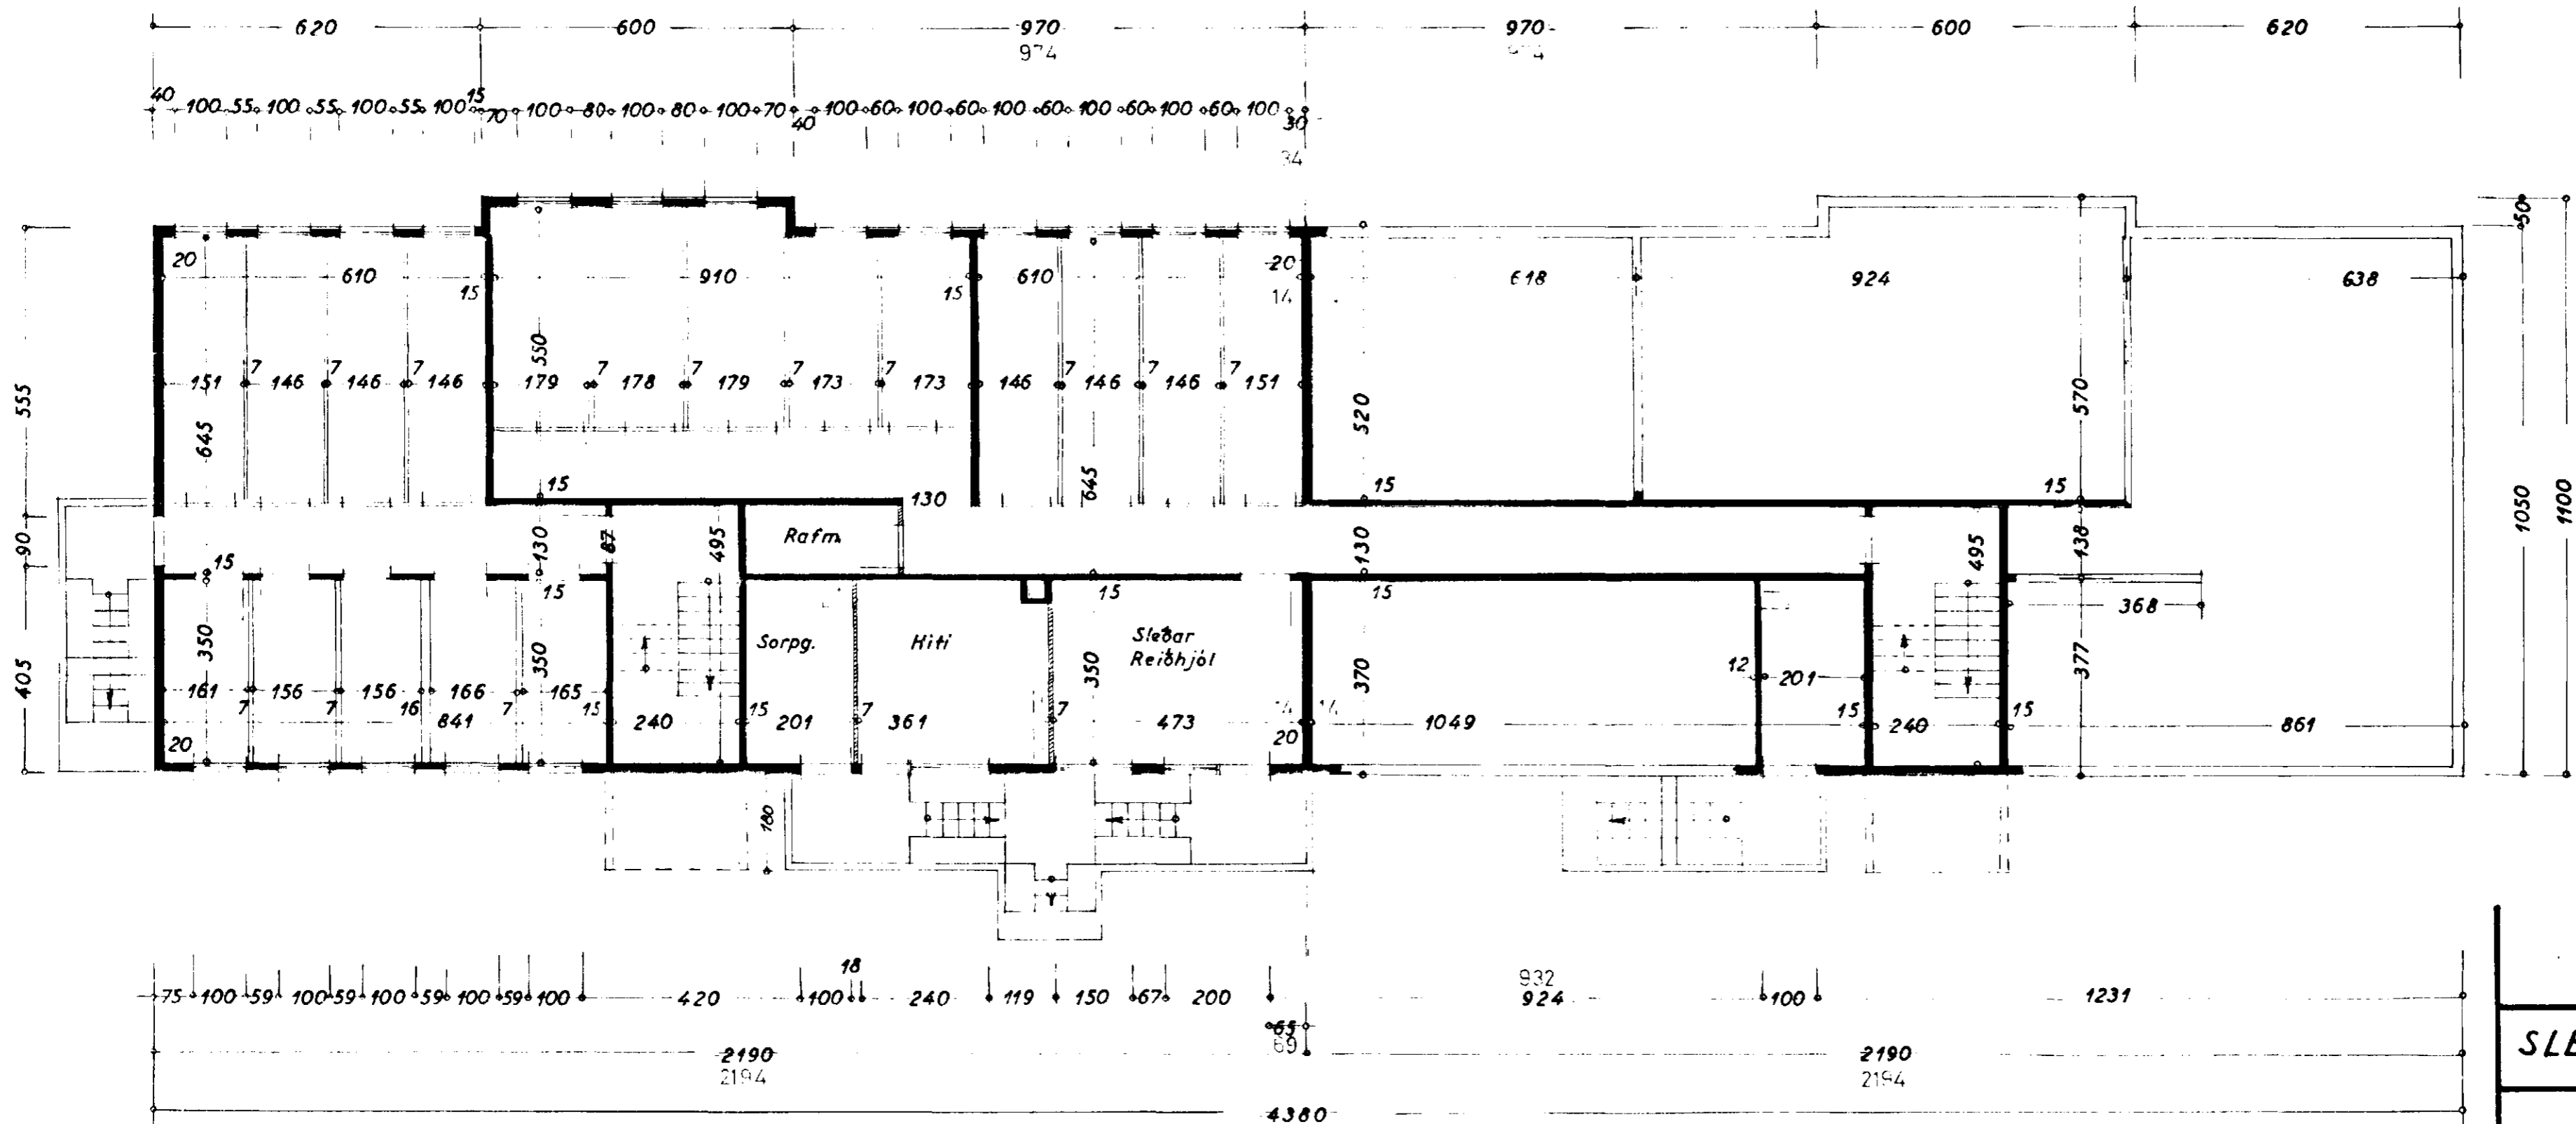 620 600 970 970 600 620
974
40 100 55 100 55 100 55 100 15 70 100 80 100 80 100 70 40 100 60 100 60 100 60 100 60 100 60 100 30
34
50
20 610 15 910 15 610 20 14 618 924 638
555 645 550 645 520 570 1050 1100
151 7 146 7 146 7 146 179 7 178 7 179 7 173 7 173 146 7 146 7 146 7 151
15 130 15 15
90 15 130 87 495 Rafm. 130 495 138
15 15 15 368
405 350 350 Sorpg. Hiti Sleðar
Reiðhjól 350 370 377
161 156 156 166 165 12 201
7 7 16 841 7 15 240 15 201 7 361 7 473 14 14 1049 15 240 15 861
20 20
180
18 932
75 100 59 100 59 100 59 100 59 100 420 100 240 119 150 67 200 924 100 1231
65
69
2190 2190
2194 2194
4380
SLE